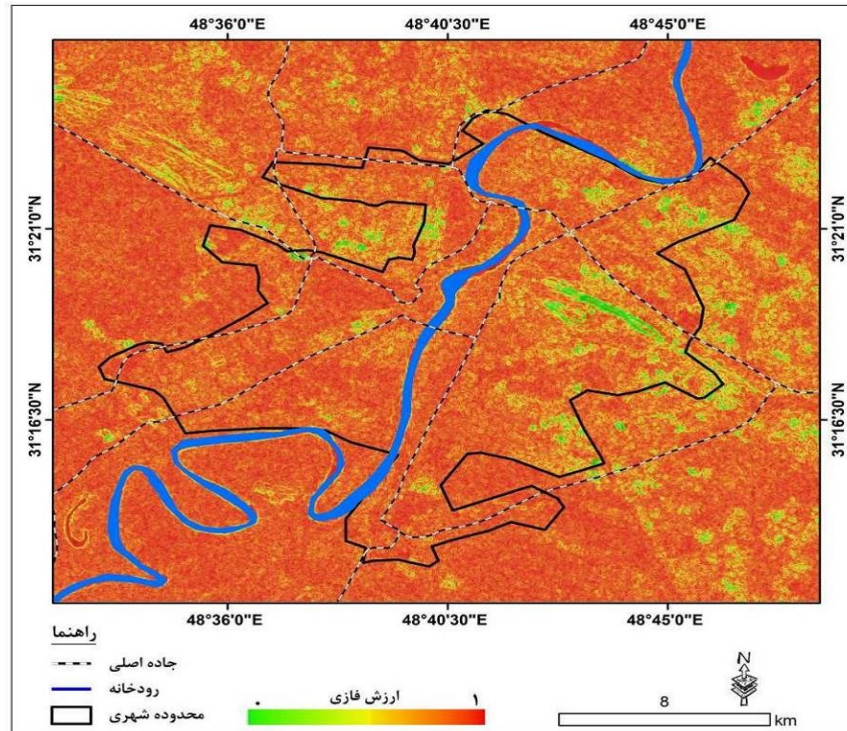 48°36'0"E 48°40'30"E 48°45'0"E
31°21'0"N 31°21'0"N
31°16'30"N 31°16'30"N
48°36'0"E 48°40'30"E 48°45'0"E
راهنما
جاده اصلی
رودخانه
محدوده شهری
ارزش فازی
۰ ۱
N
8
km